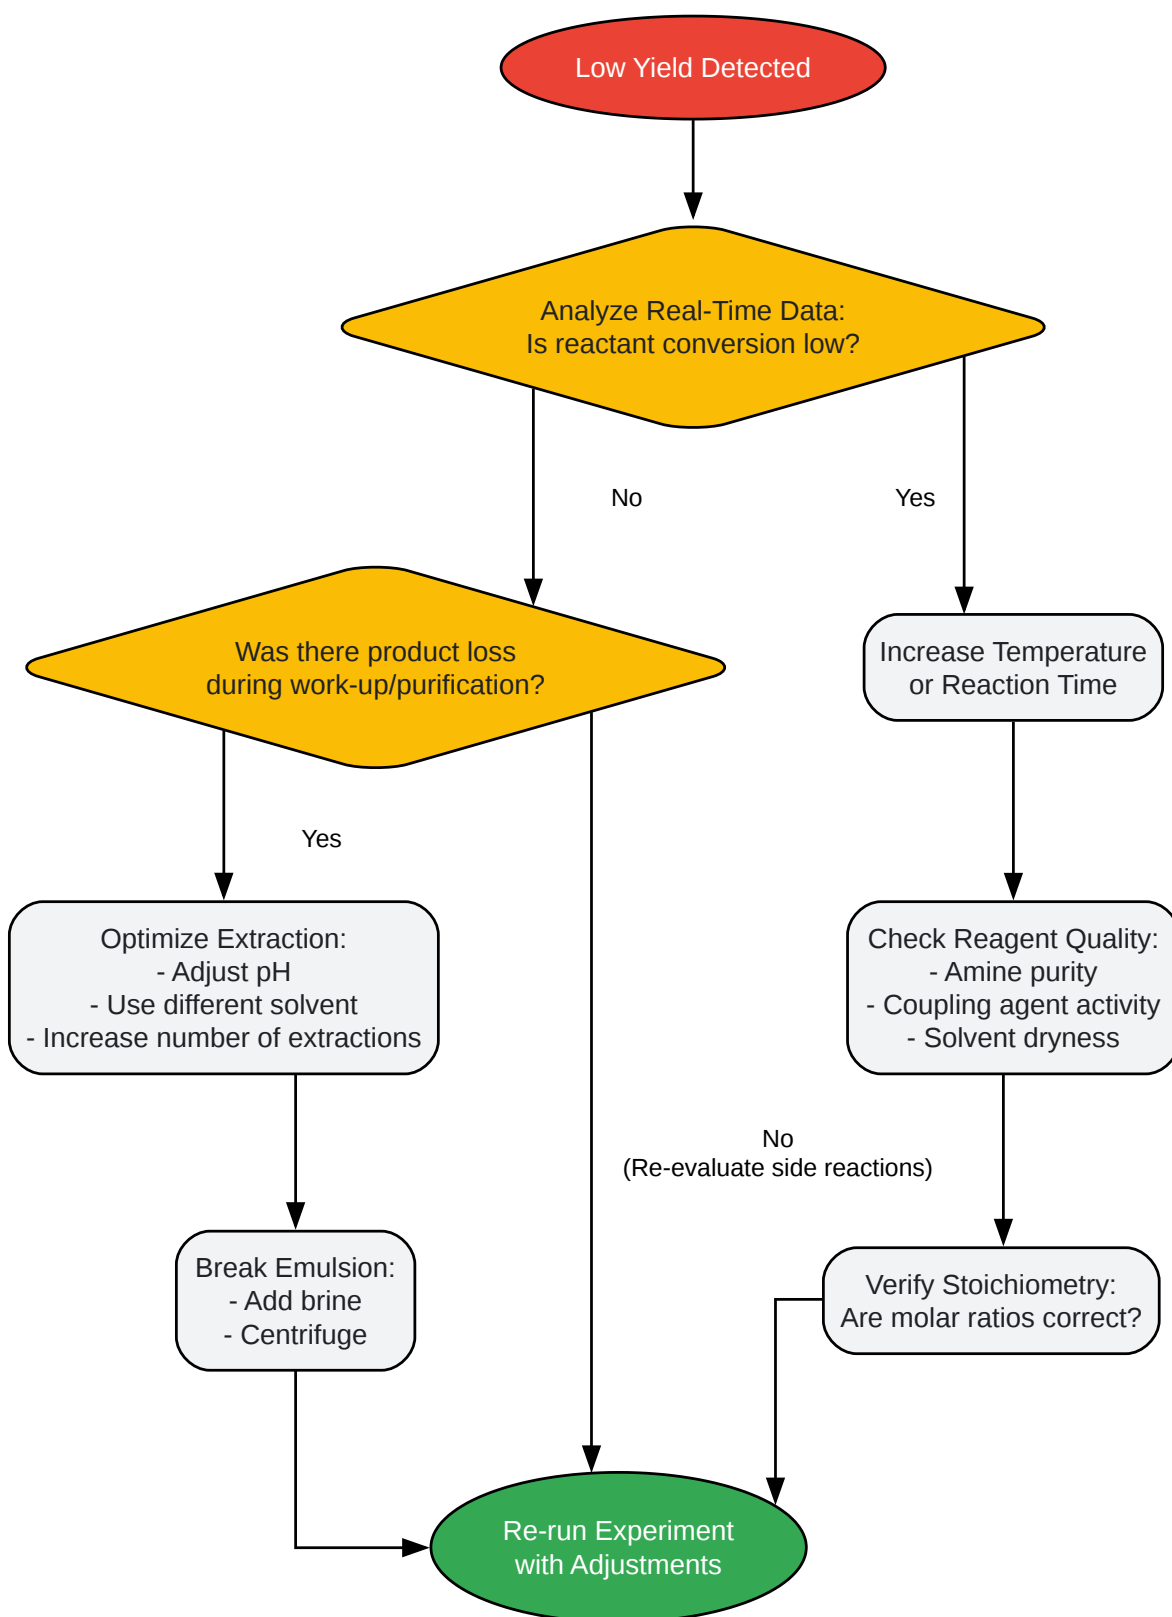 Low Yield Detected
Analyze Real-Time Data:
Is reactant conversion low?
No
Yes
Was there product loss
during work-up/purification?
Increase Temperature
or Reaction Time
Yes
Optimize Extraction:
- Adjust pH
- Use different solvent
- Increase number of extractions
Check Reagent Quality:
- Amine purity
- Coupling agent activity
- Solvent dryness
No
(Re-evaluate side reactions)
Break Emulsion:
- Add brine
- Centrifuge
Verify Stoichiometry:
Are molar ratios correct?
Re-run Experiment
with Adjustments